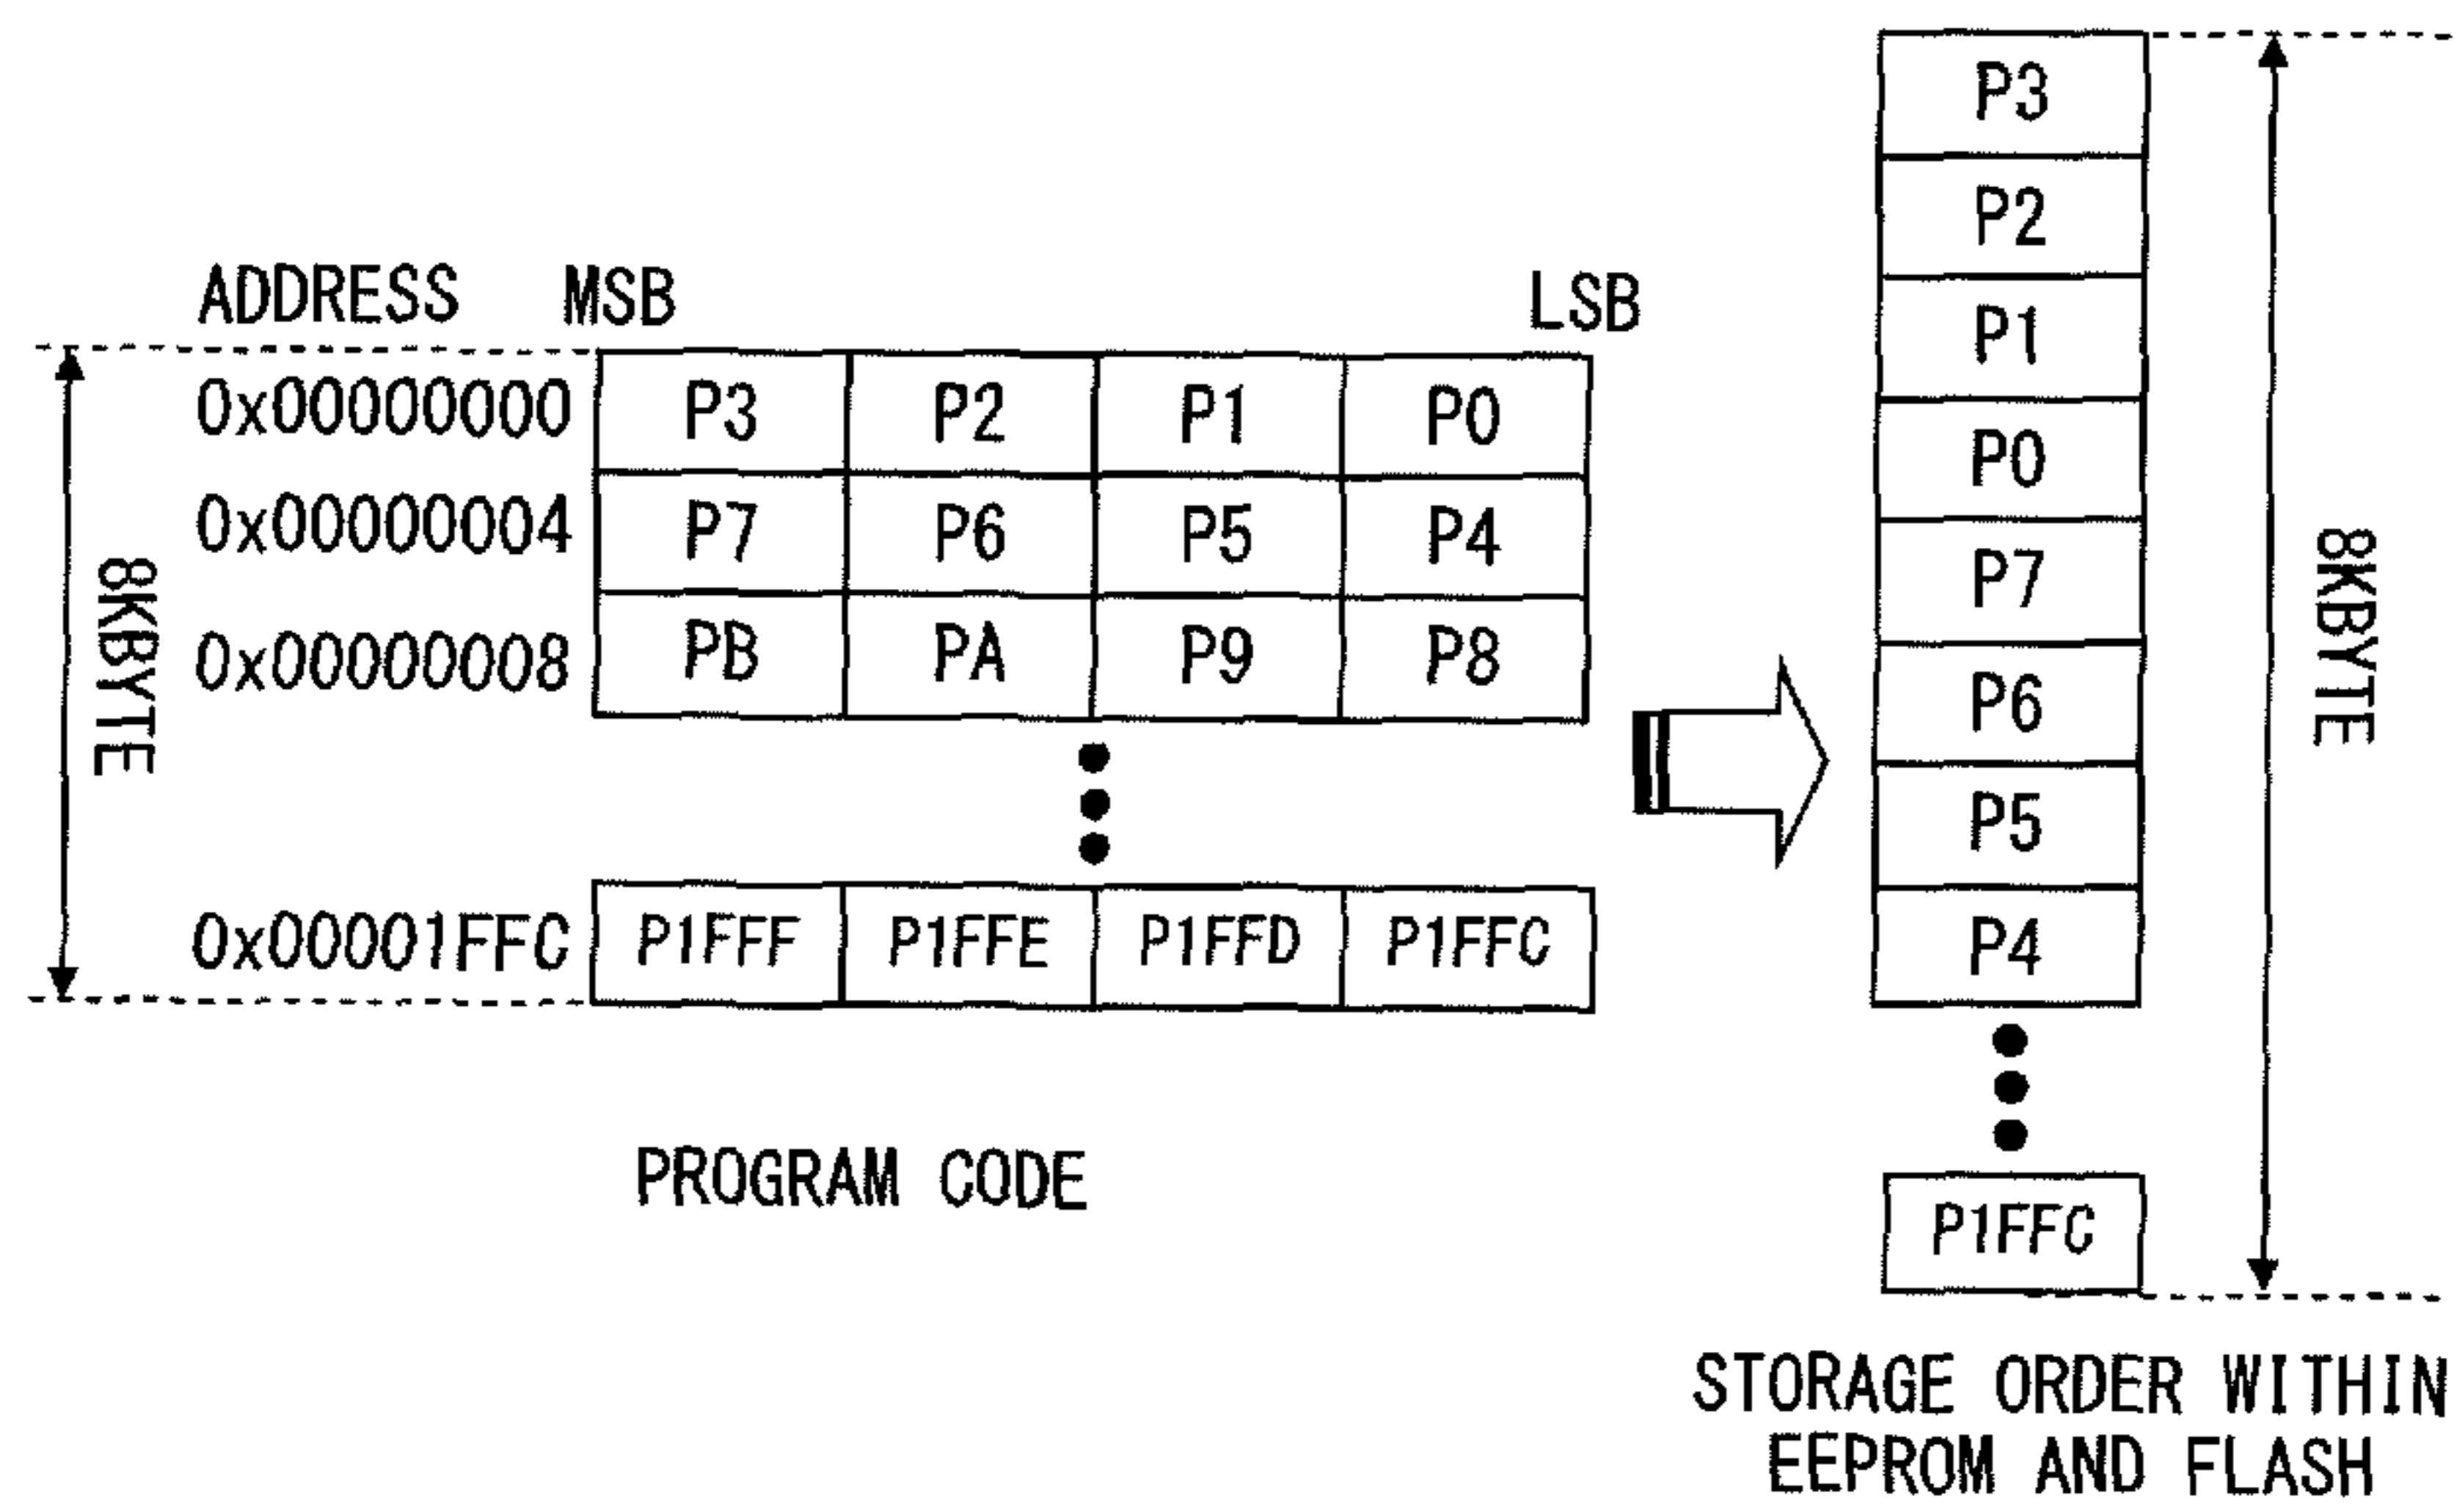 ADDRESS MSB LSB
0x00000000 P3 P2 P1 P0
0x00000004 P7 P6 P5 P4
0x00000008 PB PA P9 P8
0x00001FFC P1FFF P1FFE P1FFD P1FFC
8KBYTE
PROGRAM CODE
P3
P2
P1
P0
P7
P6
P5
P4
P1FFC
8KBYTE
STORAGE ORDER WITHIN
EEPROM AND FLASH